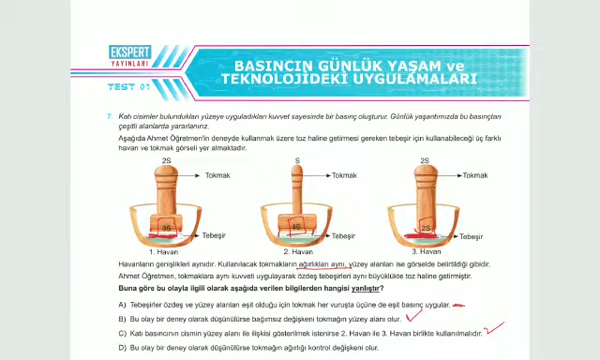 EKSPERT
YAYINLARI
TEST 01
BASINCIN GÜNLÜK YAŞAM ve
TEKNOLOJİDEKİ UYGULAMALARI
7. Katı cisimler bulundukları yüzeye uyguladıkları kuvvet sayesinde bir basınç oluşturur. Günlük yaşantımızda bu basınçtan
çeşitli alanlarda yararlanırız.
Aşağıda Ahmet Öğretmen'in deneyde kullanmak üzere toz haline getirmesi gereken tebeşir için kullanabileceği üç farklı
havan ve tokmak görseli yer almaktadır.
2S S 2S
Tokmak Tokmak Tokmak
3S 4S 2S
Tebeşir Tebeşir Tebeşir
1. Havan 2. Havan 3. Havan
Havanların genişlikleri aynıdır. Kullanılacak tokmakların ağırlıkları aynı, yüzey alanları ise görselde belirtildiği gibidir.
Ahmet Öğretmen, tokmaklara aynı kuvveti uygulayarak özdeş tebeşirleri aynı büyüklükte toz haline getirmiştir.
Buna göre bu olayla ilgili olarak aşağıda verilen bilgilerden hangisi yanlıştır?
A) Tebeşirler özdeş ve yüzey alanları eşit olduğu için tokmak her vuruşta üçüne de eşit basınç uygular.
B) Bu olay bir deney olarak düşünülürse bağımsız değişkeni tokmağın yüzey alanı olur.
C) Katı basıncının cismin yüzey alanı ile ilişkisi gösterilmek istenirse 2. Havan ile 3. Havan birlikte kullanılmalıdır.
D) Bu olay bir deney olarak düşünülürse tokmağın ağırlığı kontrol değişkeni olur.